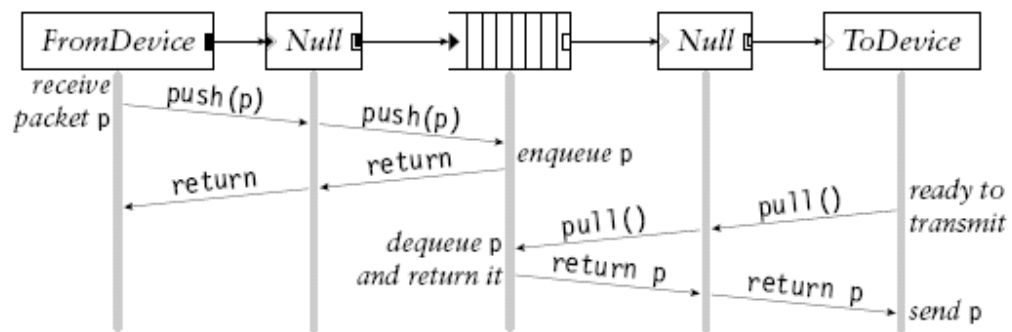 FromDevice
Null
Null
ToDevice
receive
packet p
push(p)
push(p)
enqueue p
return
return
ready to
transmit
pull()
pull()
dequeue p
and return it
return p
return p
send p